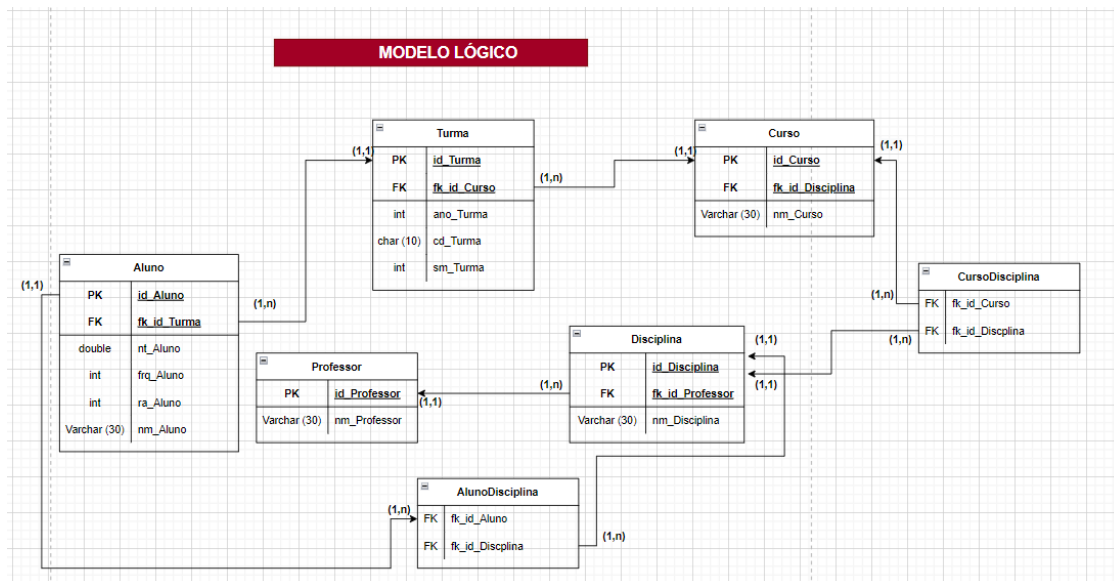 MODELO LÓGICO
Turma
(1,1)
PK id_Turma
FK fk_id_Curso
(1,n)
int ano_Turma
char (10) cd_Turma
int sm_Turma
Curso
(1,1)
(1,1)
PK id_Curso
FK fk_id_Disciplina
Varchar (30) nm_Curso
Aluno
(1,1)
PK id_Aluno
(1,n)
FK fk_id_Turma
double nt_Aluno
int frq_Aluno
int ra_Aluno
Varchar (30) nm_Aluno
CursoDisciplina
(1,n)
FK fk_id_Curso
FK fk_id_Discplina
(1,n)
Professor
PK id_Professor
(1,1)
Varchar (30) nm_Professor
Disciplina
(1,1)
PK id_Disciplina
(1,n)
(1,1)
FK fk_id_Professor
Varchar (30) nm_Disciplina
AlunoDisciplina
(1,n)
FK fk_id_Aluno
FK fk_id_Discplina
(1,n)